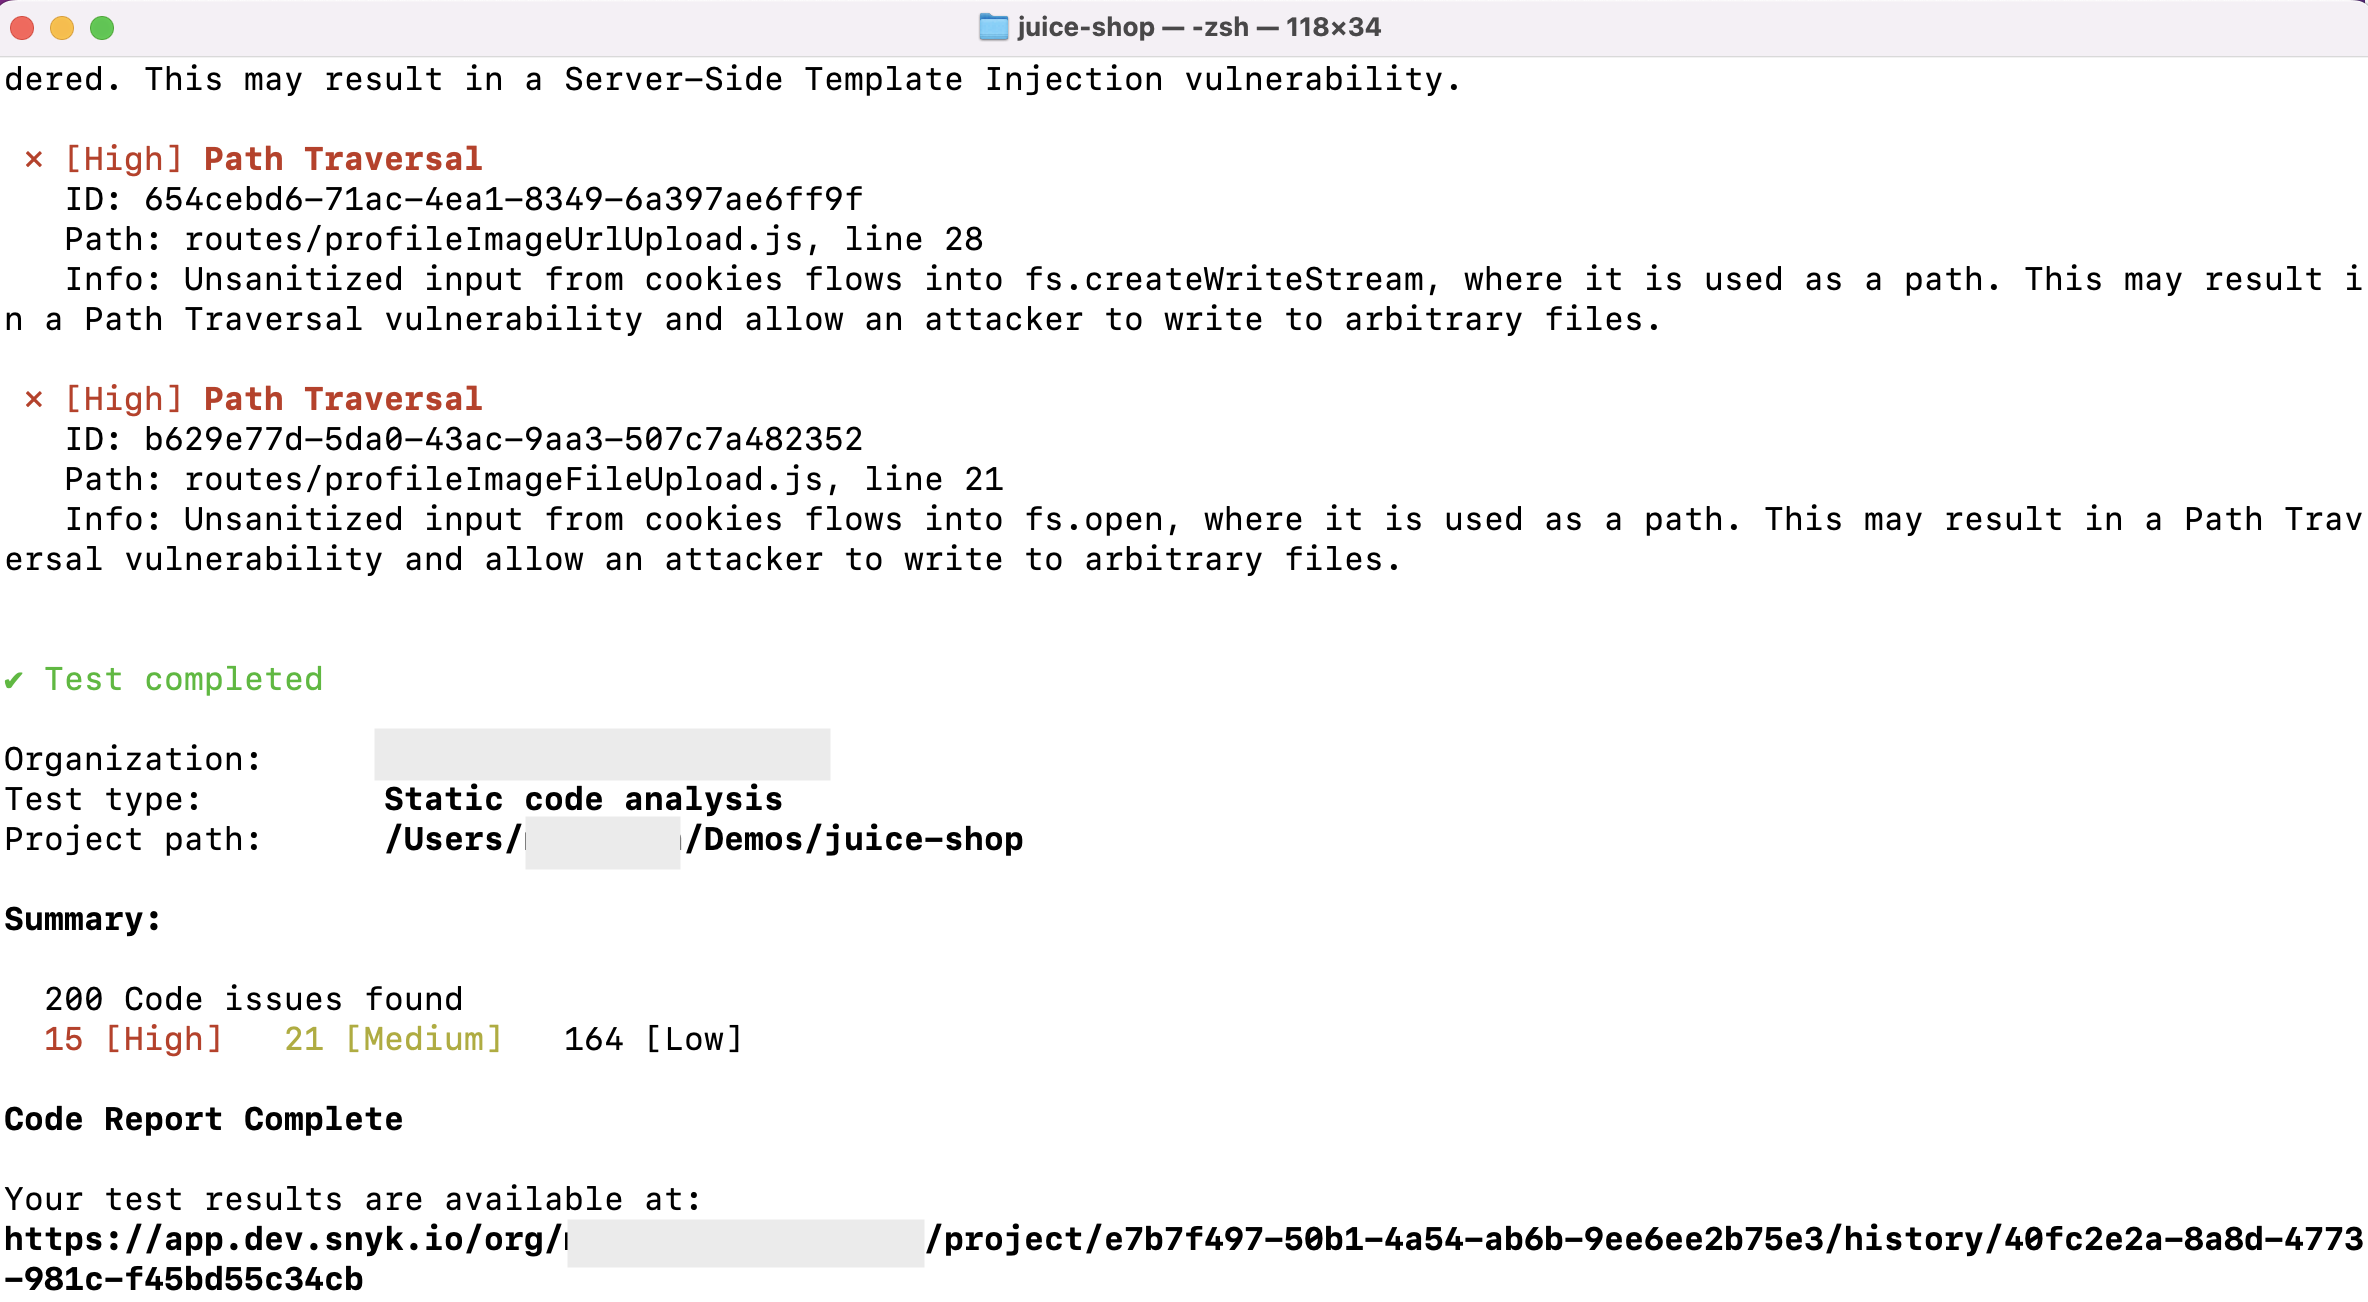 juice-shop — -zsh — 118×34
dered. This may result in a Server-Side Template Injection vulnerability.
✗ [High] Path Traversal
ID: 654cebd6-71ac-4ea1-8349-6a397ae6ff9f
Path: routes/profileImageUrlUpload.js, line 28
Info: Unsanitized input from cookies flows into fs.createWriteStream, where it is used as a path. This may result i
n a Path Traversal vulnerability and allow an attacker to write to arbitrary files.
✗ [High] Path Traversal
ID: b629e77d-5da0-43ac-9aa3-507c7a482352
Path: routes/profileImageFileUpload.js, line 21
Info: Unsanitized input from cookies flows into fs.open, where it is used as a path. This may result in a Path Trav
ersal vulnerability and allow an attacker to write to arbitrary files.
✔ Test completed
Organization:
Test type: Static code analysis
Project path: /Users/ /Demos/juice-shop
Summary:
200 Code issues found
15 [High] 21 [Medium] 164 [Low]
Code Report Complete
Your test results are available at:
https://app.dev.snyk.io/org/ /project/e7b7f497-50b1-4a54-ab6b-9ee6ee2b75e3/history/40fc2e2a-8a8d-4773
-981c-f45bd55c34cb